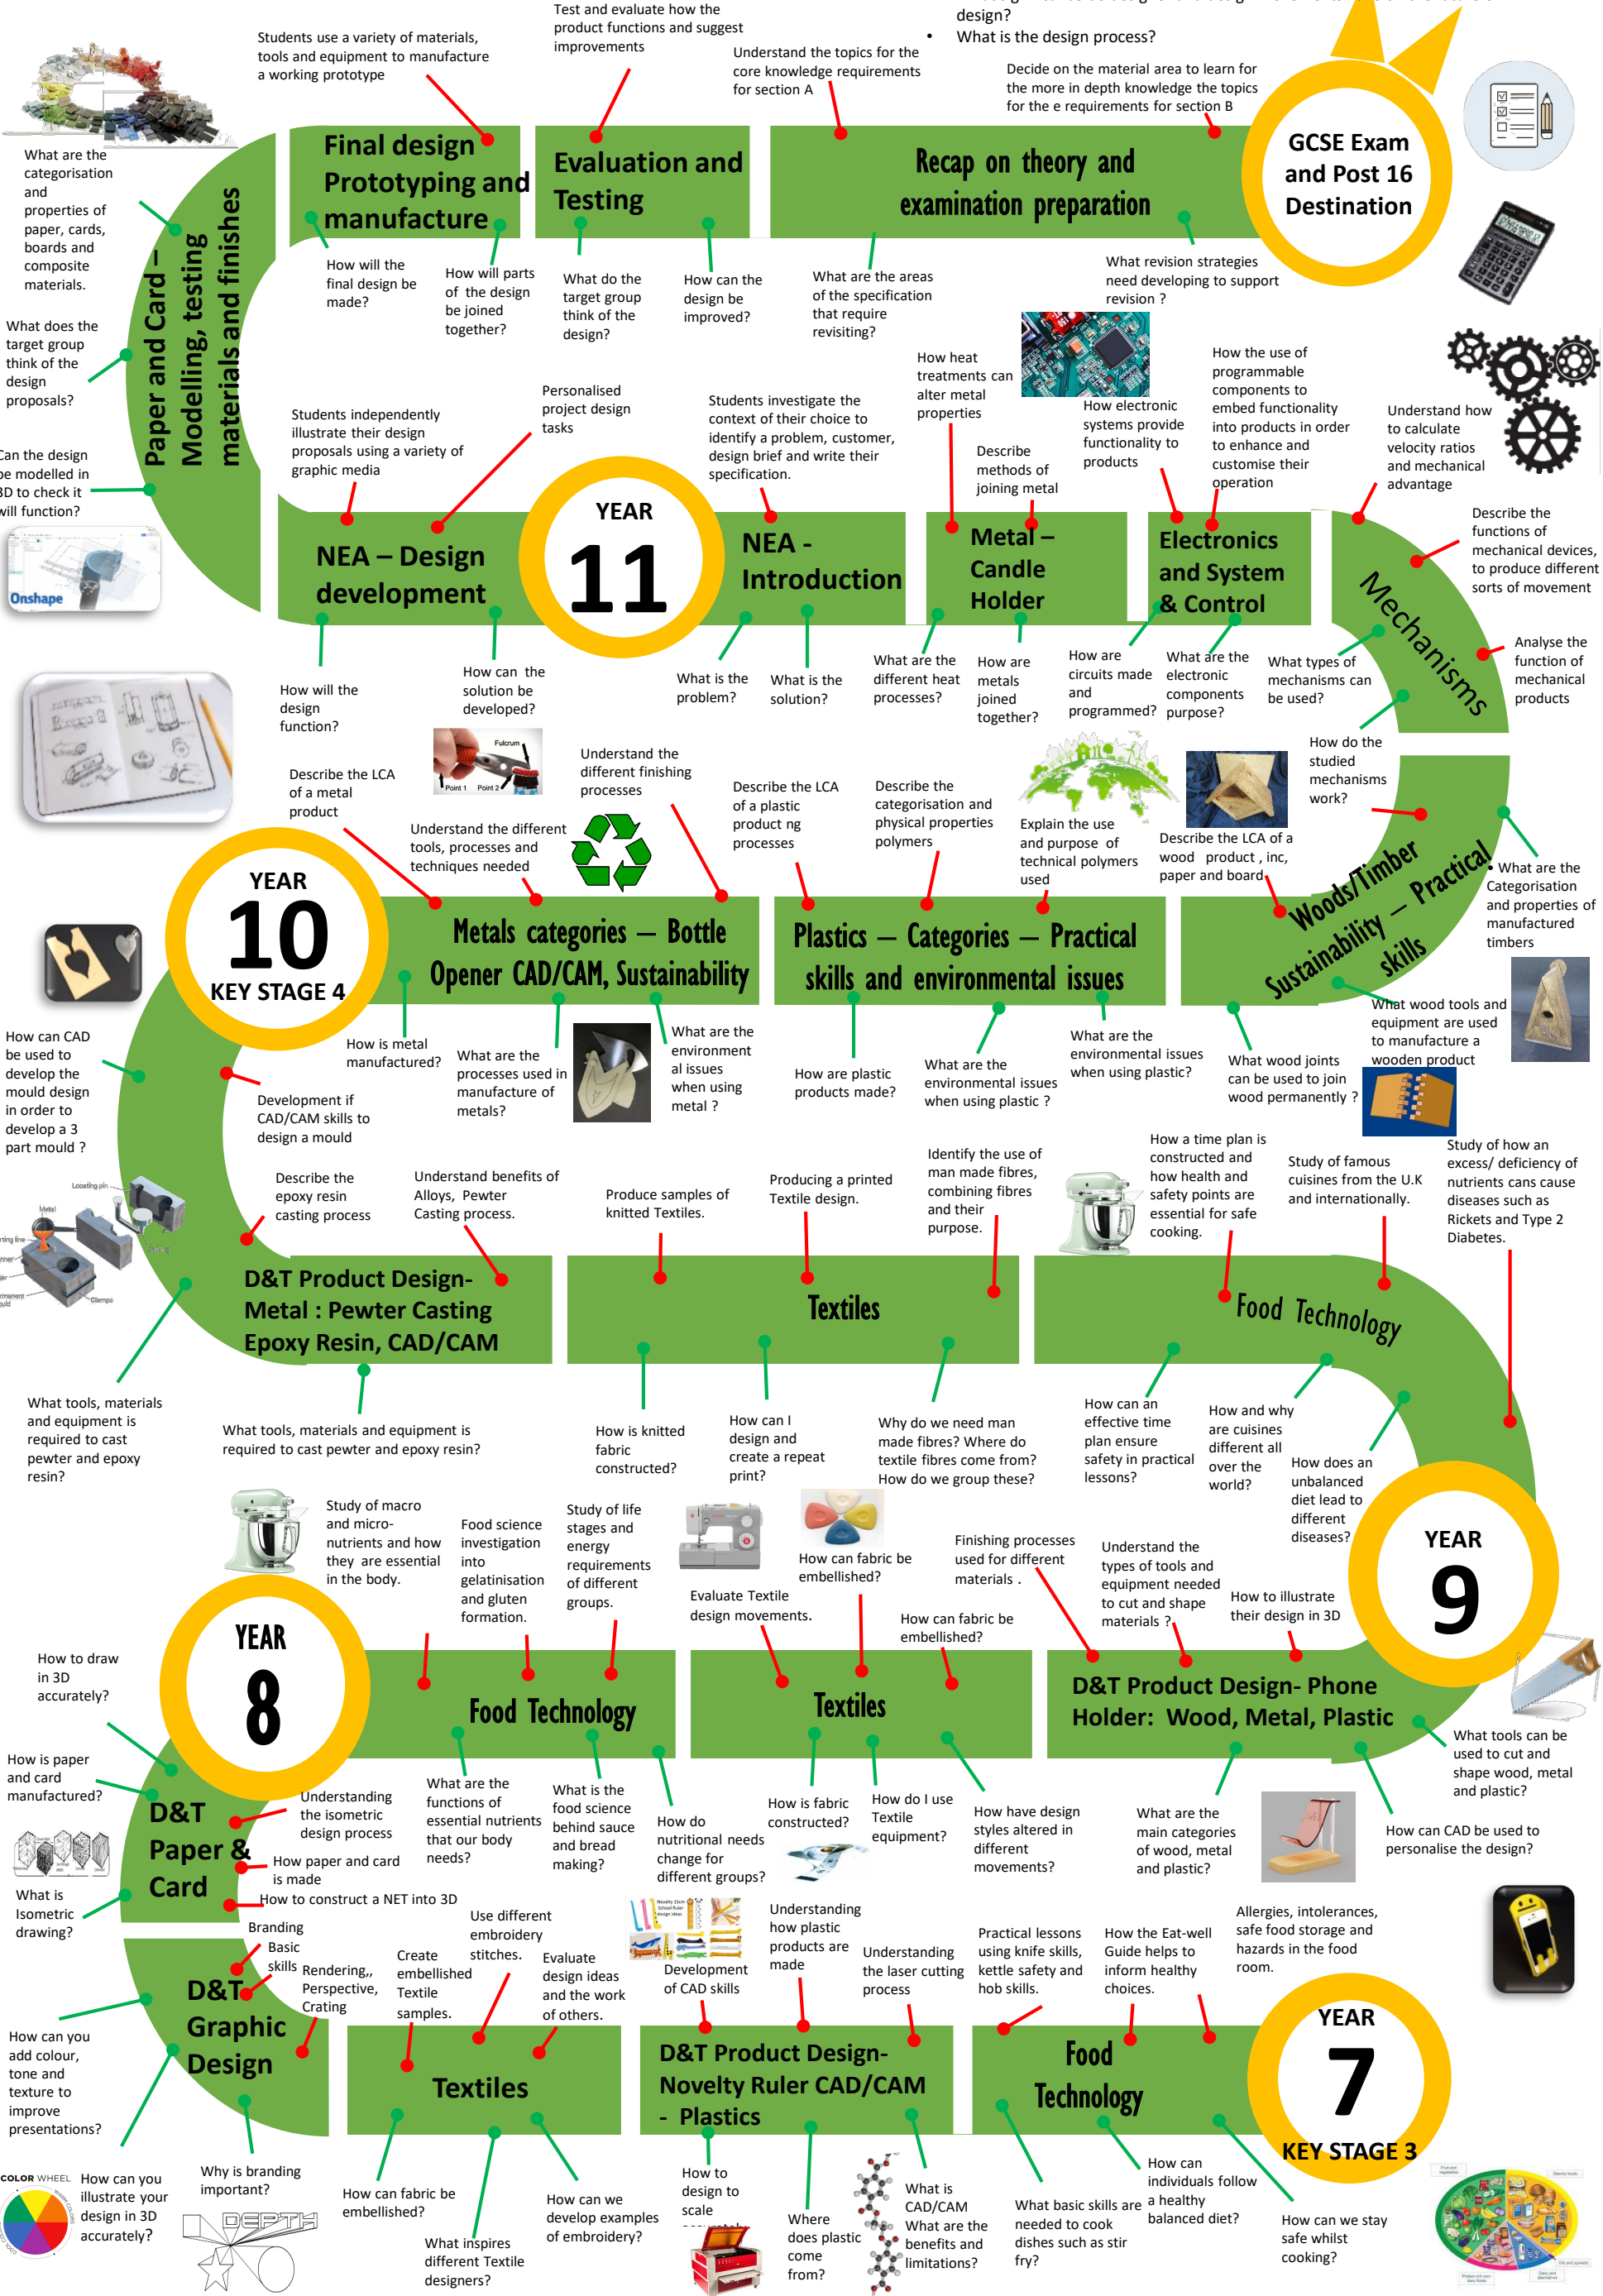 design?
• What is the design process?
Test and evaluate how the
product functions and suggest
improvements
Students use a variety of materials,
tools and equipment to manufacture
a working prototype
Understand the topics for the
core knowledge requirements
for section A
Decide on the material area to learn for
the more in depth knowledge the topics
for the e requirements for section B
GCSE Exam
and Post 16
Destination
Final design
Prototyping and
manufacture
Evaluation and
Testing
Recap on theory and
examination preparation
What are the
categorisation
and
properties of
paper, cards,
boards and
composite
materials.
Paper and Card –
Modelling, testing
materials and finishes
How will the
final design be
made?
How will parts
of the design
be joined
together?
What do the
target group
think of the
design?
How can the
design be
improved?
What are the areas
of the specification
that require
revisiting?
What revision strategies
need developing to support
revision ?
What does the
target group
think of the
design
proposals?
Can the design
be modelled in
3D to check it
will function?
Onshape
Students independently
illustrate their design
proposals using a variety of
graphic media
Personalised
project design
tasks
Students investigate the
context of their choice to
identify a problem, customer,
design brief and write their
specification.
How heat
treatments can
alter metal
properties
Describe
methods of
joining metal
How electronic
systems provide
functionality to
products
How the use of
programmable
components to
embed functionality
into products in order
to enhance and
customise their
operation
Understand how
to calculate
velocity ratios
and mechanical
advantage
Describe the
functions of
mechanical devices,
to produce different
sorts of movement
Analyse the
function of
mechanical
products
NEA – Design
development
YEAR
11
NEA -
Introduction
Metal –
Candle
Holder
Electronics
and System
& Control
Mechanisms
How will the
design
function?
How can the
solution be
developed?
What is the
problem?
What is the
solution?
What are the
different heat
processes?
How are
metals
joined
together?
How are
circuits made
and
programmed?
What are the
electronic
components
purpose?
What types of
mechanisms can
be used?
How do the
studied
mechanisms
work?
Describe the LCA
of a metal
product
Fulcrum
Point 1 Point 2
Understand the different
tools, processes and
techniques needed
Understand the
different finishing
processes
Describe the LCA
of a plastic
product ng
processes
Describe the
categorisation and
physical properties
polymers
Explain the use
and purpose of
technical polymers
used
Describe the LCA of a
wood product , inc,
paper and board
• What are the
Categorisation
and properties of
manufactured
timbers
YEAR
10
KEY STAGE 4
Metals categories – Bottle
Opener CAD/CAM, Sustainability
Plastics – Categories – Practical
skills and environmental issues
Woods/Timber
Sustainability – Practical
skills
How is metal
manufactured?
What are the
processes used in
manufacture of
metals?
What are the
environment
al issues
when using
metal ?
How are plastic
products made?
What are the
environmental issues
when using plastic ?
What are the
environmental issues
when using plastic?
What wood joints
can be used to join
wood permanently ?
What wood tools and
equipment are used
to manufacture a
wooden product
How can CAD
be used to
develop the
mould design
in order to
develop a 3
part mould ?
Development if
CAD/CAM skills to
design a mould
Describe the
epoxy resin
casting process
Understand benefits of
Alloys, Pewter
Casting process.
Produce samples of
knitted Textiles.
Producing a printed
Textile design.
Identify the use of
man made fibres,
combining fibres
and their
purpose.
How a time plan is
constructed and
how health and
safety points are
essential for safe
cooking.
Study of famous
cuisines from the U.K
and internationally.
Study of how an
excess/ deficiency of
nutrients cans cause
diseases such as
Rickets and Type 2
Diabetes.
Locating pin
Metal
Clamps
D&T Product Design-
Metal : Pewter Casting
Epoxy Resin, CAD/CAM
Textiles
Food Technology
What tools, materials
and equipment is
required to cast
pewter and epoxy
resin?
What tools, materials and equipment is
required to cast pewter and epoxy resin?
How is knitted
fabric
constructed?
How can I
design and
create a repeat
print?
Why do we need man
made fibres? Where do
textile fibres come from?
How do we group these?
How can an
effective time
plan ensure
safety in practical
lessons?
How and why
are cuisines
different all
over the
world?
How does an
unbalanced
diet lead to
different
diseases?
YEAR
9
Study of macro
and micro-
nutrients and how
they are essential
in the body.
Food science
investigation
into
gelatinisation
and gluten
formation.
Study of life
stages and
energy
requirements
of different
groups.
Evaluate Textile
design movements.
How can fabric be
embellished?
How can fabric be
embellished?
Finishing processes
used for different
materials .
Understand the
types of tools and
equipment needed
to cut and shape
materials ?
How to illustrate
their design in 3D
YEAR
8
Food Technology
Textiles
D&T Product Design- Phone
Holder: Wood, Metal, Plastic
How to draw
in 3D
accurately?
How is paper
and card
manufactured?
What is
Isometric
drawing?
D&T
Paper &
Card
Understanding
the isometric
design process
How paper and card
is made
How to construct a NET into 3D
What are the
functions of
essential nutrients
that our body
needs?
What is the
food science
behind sauce
and bread
making?
How do
nutritional needs
change for
different groups?
How is fabric
constructed?
How do I use
Textile
equipment?
How have design
styles altered in
different
movements?
What are the
main categories
of wood, metal
and plastic?
How can CAD be used to
personalise the design?
What tools can be
used to cut and
shape wood, metal
and plastic?
Branding
Basic
skills
Rendering,,
Perspective,
Crating
Create
embellished
Textile
samples.
Use different
embroidery
stitches.
Evaluate
design ideas
and the work
of others.
Novelty 15cm
School Ruler
design ideas
Development
of CAD skills
Understanding
how plastic
products are
made
Understanding
the laser cutting
process
Practical lessons
using knife skills,
kettle safety and
hob skills.
How the Eat-well
Guide helps to
inform healthy
choices.
Allergies, intolerances,
safe food storage and
hazards in the food
room.
D&T
Graphic
Design
Textiles
D&T Product Design-
Novelty Ruler CAD/CAM
- Plastics
Food
Technology
YEAR
7
KEY STAGE 3
How can you
add colour,
tone and
texture to
improve
presentations?
COLOR WHEEL
How can you
illustrate your
design in 3D
accurately?
Why is branding
important?
DEPTH
How can fabric be
embellished?
What inspires
different Textile
designers?
How can we
develop examples
of embroidery?
How to
design to
scale
Where
does plastic
come
from?
What is
CAD/CAM
What are the
benefits and
limitations?
What basic skills are
needed to cook
dishes such as stir
fry?
How can
individuals follow
a healthy
balanced diet?
How can we stay
safe whilst
cooking?